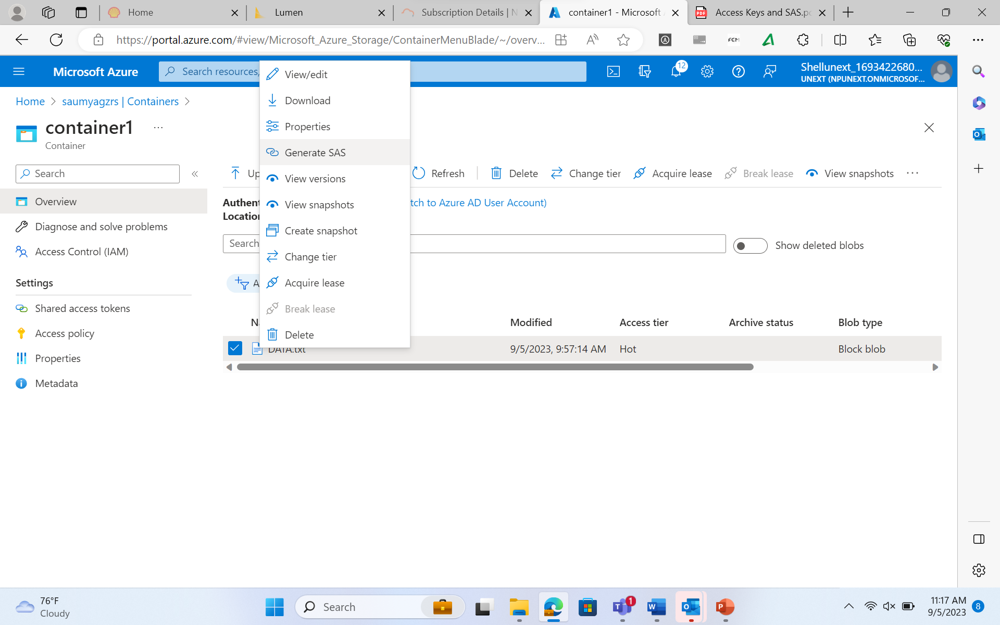 Home
Lumen
Subscription Details | N
container1 - Microsoft A
PDF
Access Keys and SAS.pd
https://portal.azure.com/#view/Microsoft_Azure_Storage/ContainerMenuBlade/~/overv...
FCM
Microsoft Azure
Search resources,
12
Shellunext_1693422680...
UNEXT (NPUNEXT.ONMICROSOF...
Home > saumyagzrs | Containers >
container1 ...
Container
Search
Overview
Diagnose and solve problems
Access Control (IAM)
Settings
Shared access tokens
Access policy
Properties
Metadata
View/edit
Download
Properties
Generate SAS
View versions
View snapshots
Create snapshot
Change tier
Acquire lease
Break lease
Delete
Up
Refresh
Delete
Change tier
Acquire lease
Break lease
View snapshots
...
Authent
tch to Azure AD User Account)
Location
Search
Show deleted blobs
A
Na
Modified
Access tier
Archive status
Blob type
DATA.txt
9/5/2023, 9:57:14 AM
Hot
Block blob
76°F
Cloudy
Search
1
11:17 AM
9/5/2023
8